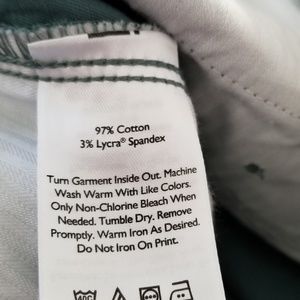 97% Cotton
3% Lycra® Spandex
Turn Garment Inside Out. Machine
Wash Warm With Like Colors.
Only Non-Chlorine Bleach When
Needed. Tumble Dry. Remove
Promptly. Warm Iron As Desired.
Do Not Iron On Print.
40C